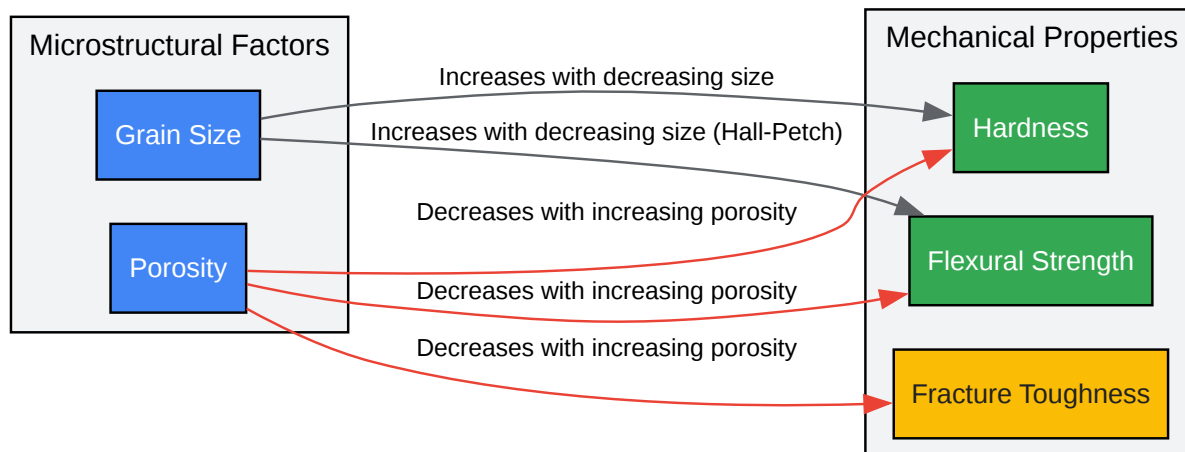 Microstructural Factors
Grain Size
Porosity
Increases with decreasing size
Increases with decreasing size (Hall-Petch)
Decreases with increasing porosity
Decreases with increasing porosity
Decreases with increasing porosity
Mechanical Properties
Hardness
Flexural Strength
Fracture Toughness